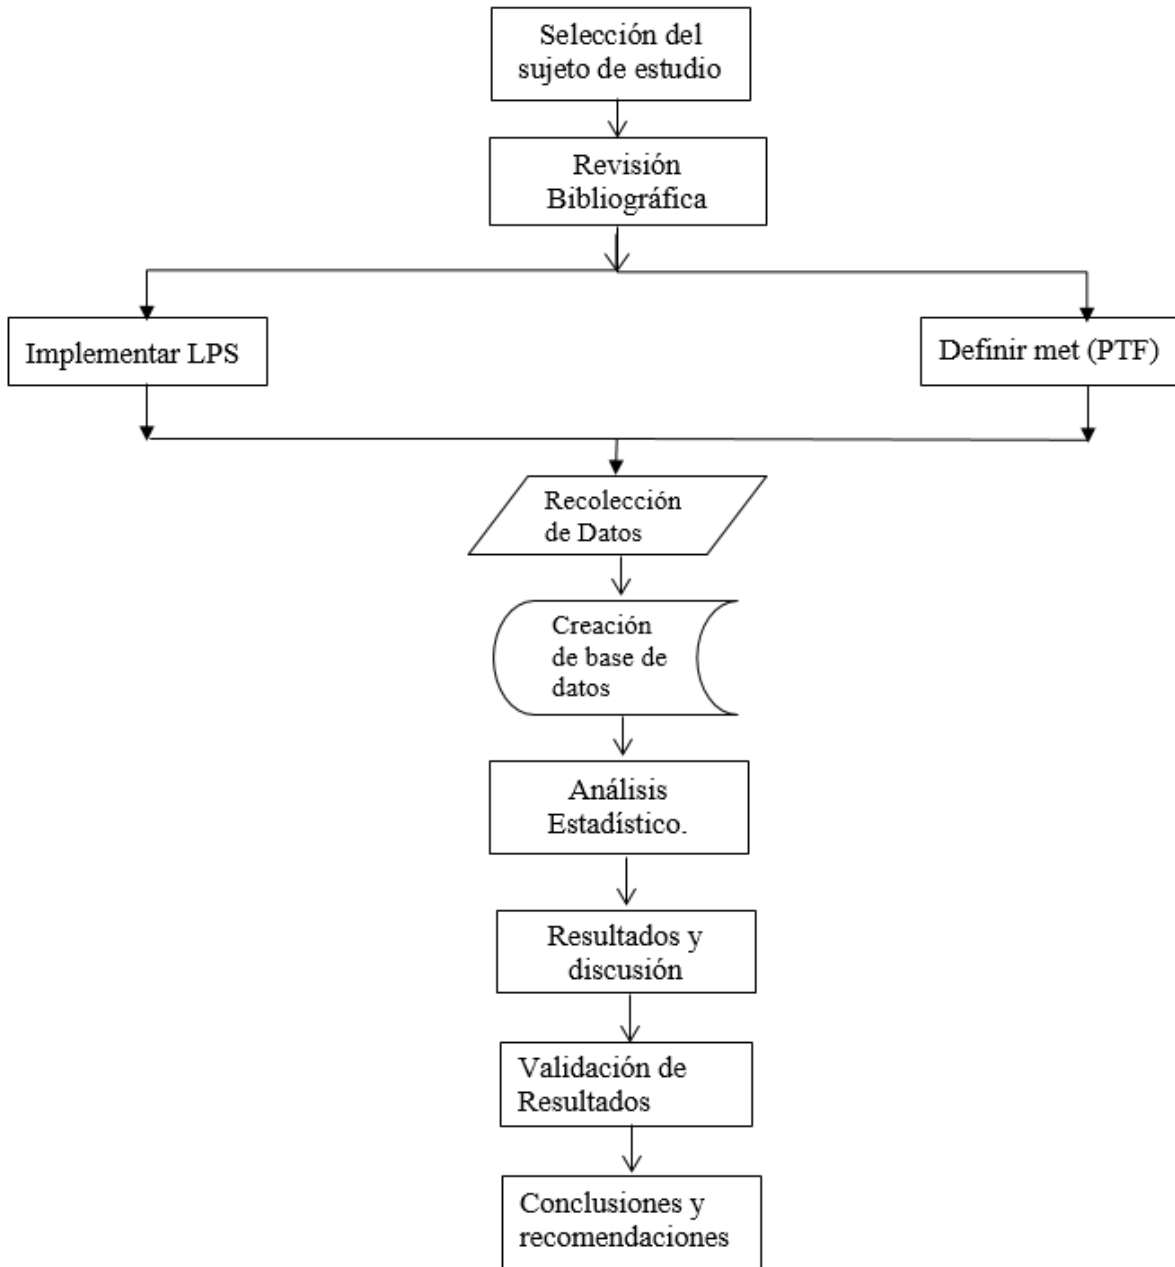 Selección del
sujeto de estudio
Revisión
Bibliográfica
Implementar LPS
Definir met (PTF)
Recolección
de Datos
Creación
de base de
datos
Análisis
Estadístico.
Resultados y
discusión
Validación de
Resultados
Conclusiones y
recomendaciones